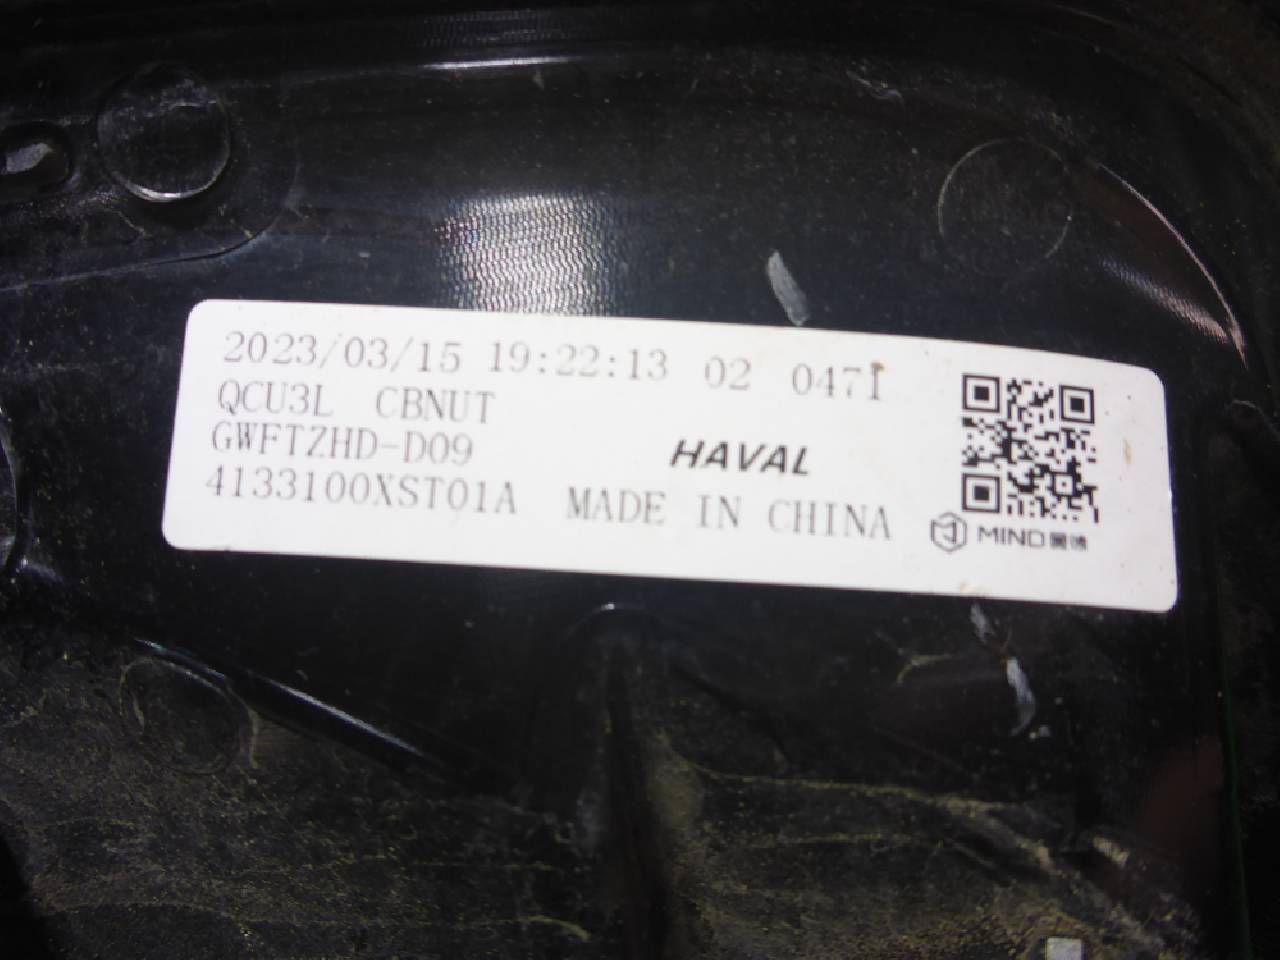 2023/03/15 19:22:13 02 0471
QCU3L CBNUT
GWFTZHD-D09
HAVAL
4133100XST01A MADE IN CHINA
MIND